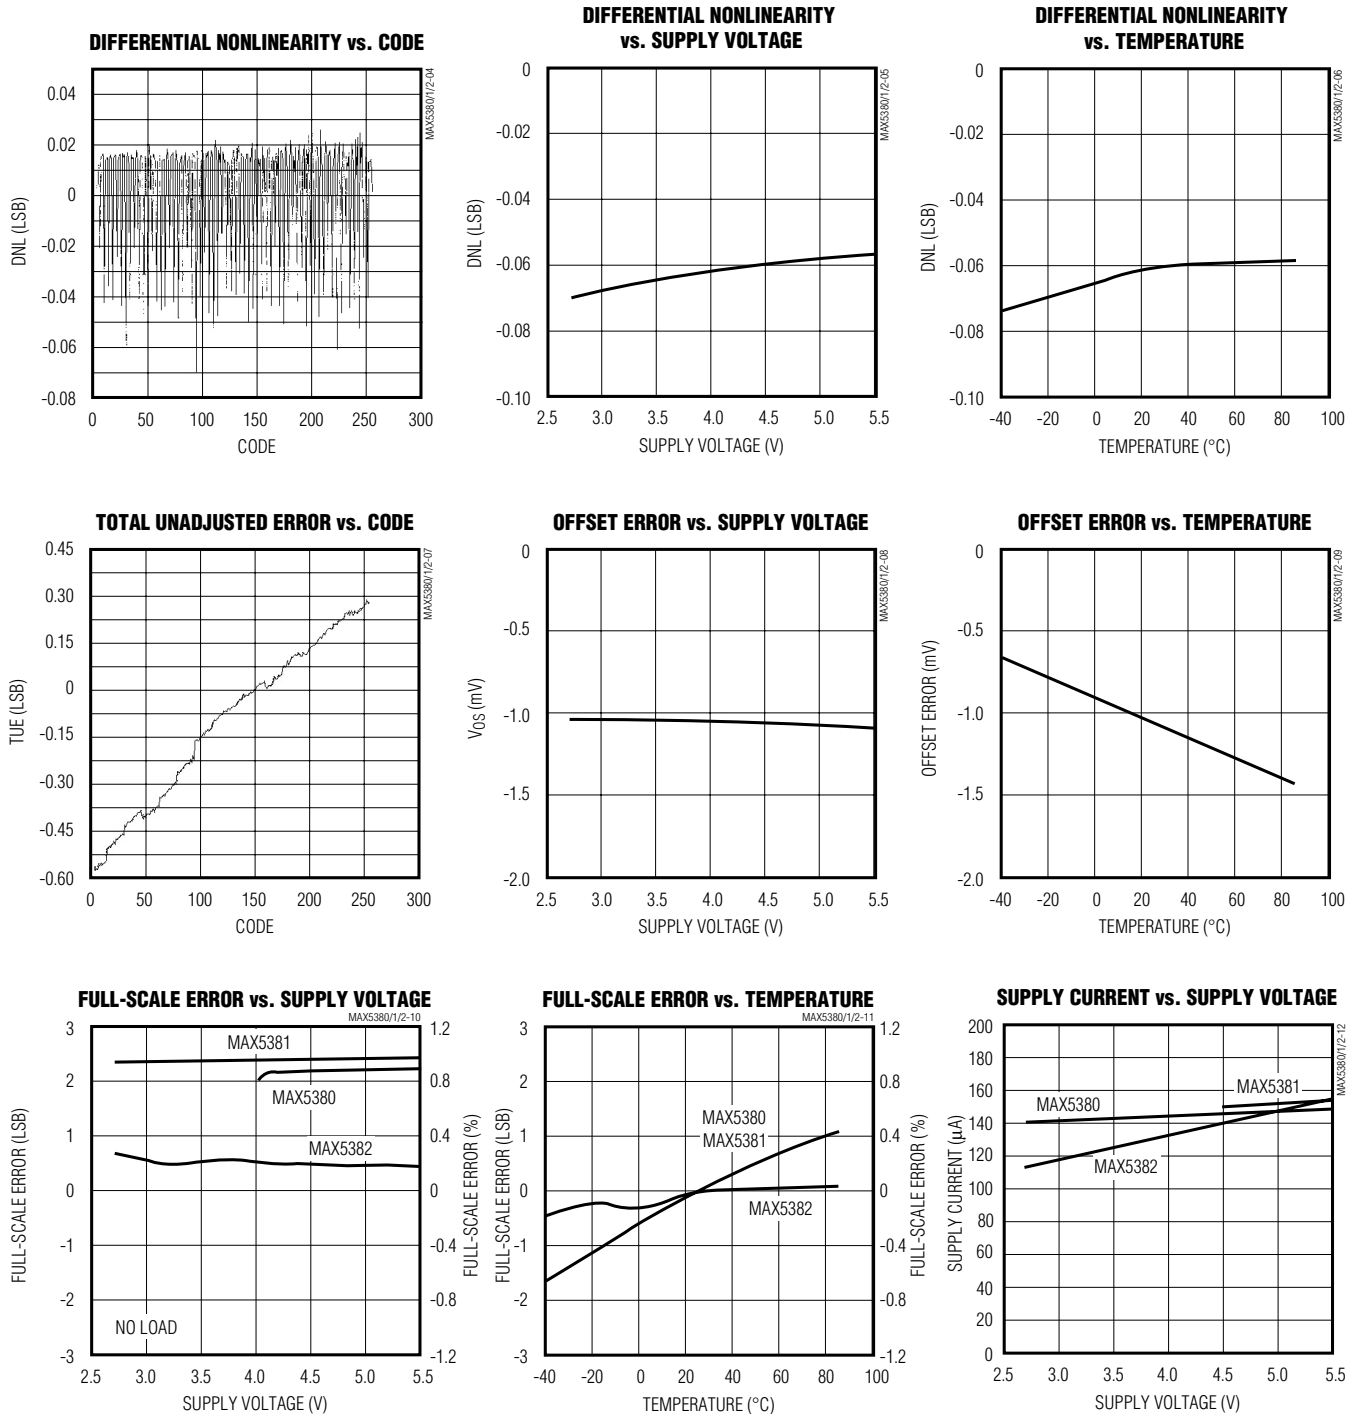 DIFFERENTIAL NONLINEARITY vs. CODE
MAX5380/1/2-04
0.04
0.02
0
-0.02
-0.04
-0.06
-0.08
DNL (LSB)
0 50 100 150 200 250 300
CODE
DIFFERENTIAL NONLINEARITY
vs. SUPPLY VOLTAGE
MAX5380/1/2-05
0
-0.02
-0.04
-0.06
-0.08
-0.10
DNL (LSB)
2.5 3.0 3.5 4.0 4.5 5.0 5.5
SUPPLY VOLTAGE (V)
DIFFERENTIAL NONLINEARITY
vs. TEMPERATURE
MAX5380/1/2-06
0
-0.02
-0.04
-0.06
-0.08
-0.10
DNL (LSB)
-40 -20 0 20 40 60 80 100
TEMPERATURE (°C)
TOTAL UNADJUSTED ERROR vs. CODE
MAX5380/1/2-07
0.45
0.30
0.15
0
-0.15
-0.30
-0.45
-0.60
TUE (LSB)
0 50 100 150 200 250 300
CODE
OFFSET ERROR vs. SUPPLY VOLTAGE
MAX5380/1/2-08
0
-0.5
-1.0
-1.5
-2.0
VOS (mV)
2.5 3.0 3.5 4.0 4.5 5.0 5.5
SUPPLY VOLTAGE (V)
OFFSET ERROR vs. TEMPERATURE
MAX5380/1/2-09
0
-0.5
-1.0
-1.5
-2.0
OFFSET ERROR (mV)
-40 -20 0 20 40 60 80 100
TEMPERATURE (°C)
FULL-SCALE ERROR vs. SUPPLY VOLTAGE
MAX5380/1/2-10
3 1.2
2 0.8
1 0.4
0 0
-1 -0.4
-2 -0.8
-3 -1.2
FULL-SCALE ERROR (LSB)
FULL-SCALE ERROR (%)
MAX5381
MAX5380
MAX5382
NO LOAD
2.5 3.0 3.5 4.0 4.5 5.0 5.5
SUPPLY VOLTAGE (V)
FULL-SCALE ERROR vs. TEMPERATURE
MAX5380/1/2-11
3 1.2
2 0.8
1 0.4
0 0
-1 -0.4
-2 -0.8
-3 -1.2
FULL-SCALE ERROR (LSB)
FULL-SCALE ERROR (%)
MAX5380
MAX5381
MAX5382
-40 -20 0 20 40 60 80 100
TEMPERATURE (°C)
SUPPLY CURRENT vs. SUPPLY VOLTAGE
MAX5380/1/2-12
200
180
160
140
120
100
80
60
40
20
0
SUPPLY CURRENT (µA)
MAX5381
MAX5380
MAX5382
2.5 3.0 3.5 4.0 4.5 5.0 5.5
SUPPLY VOLTAGE (V)